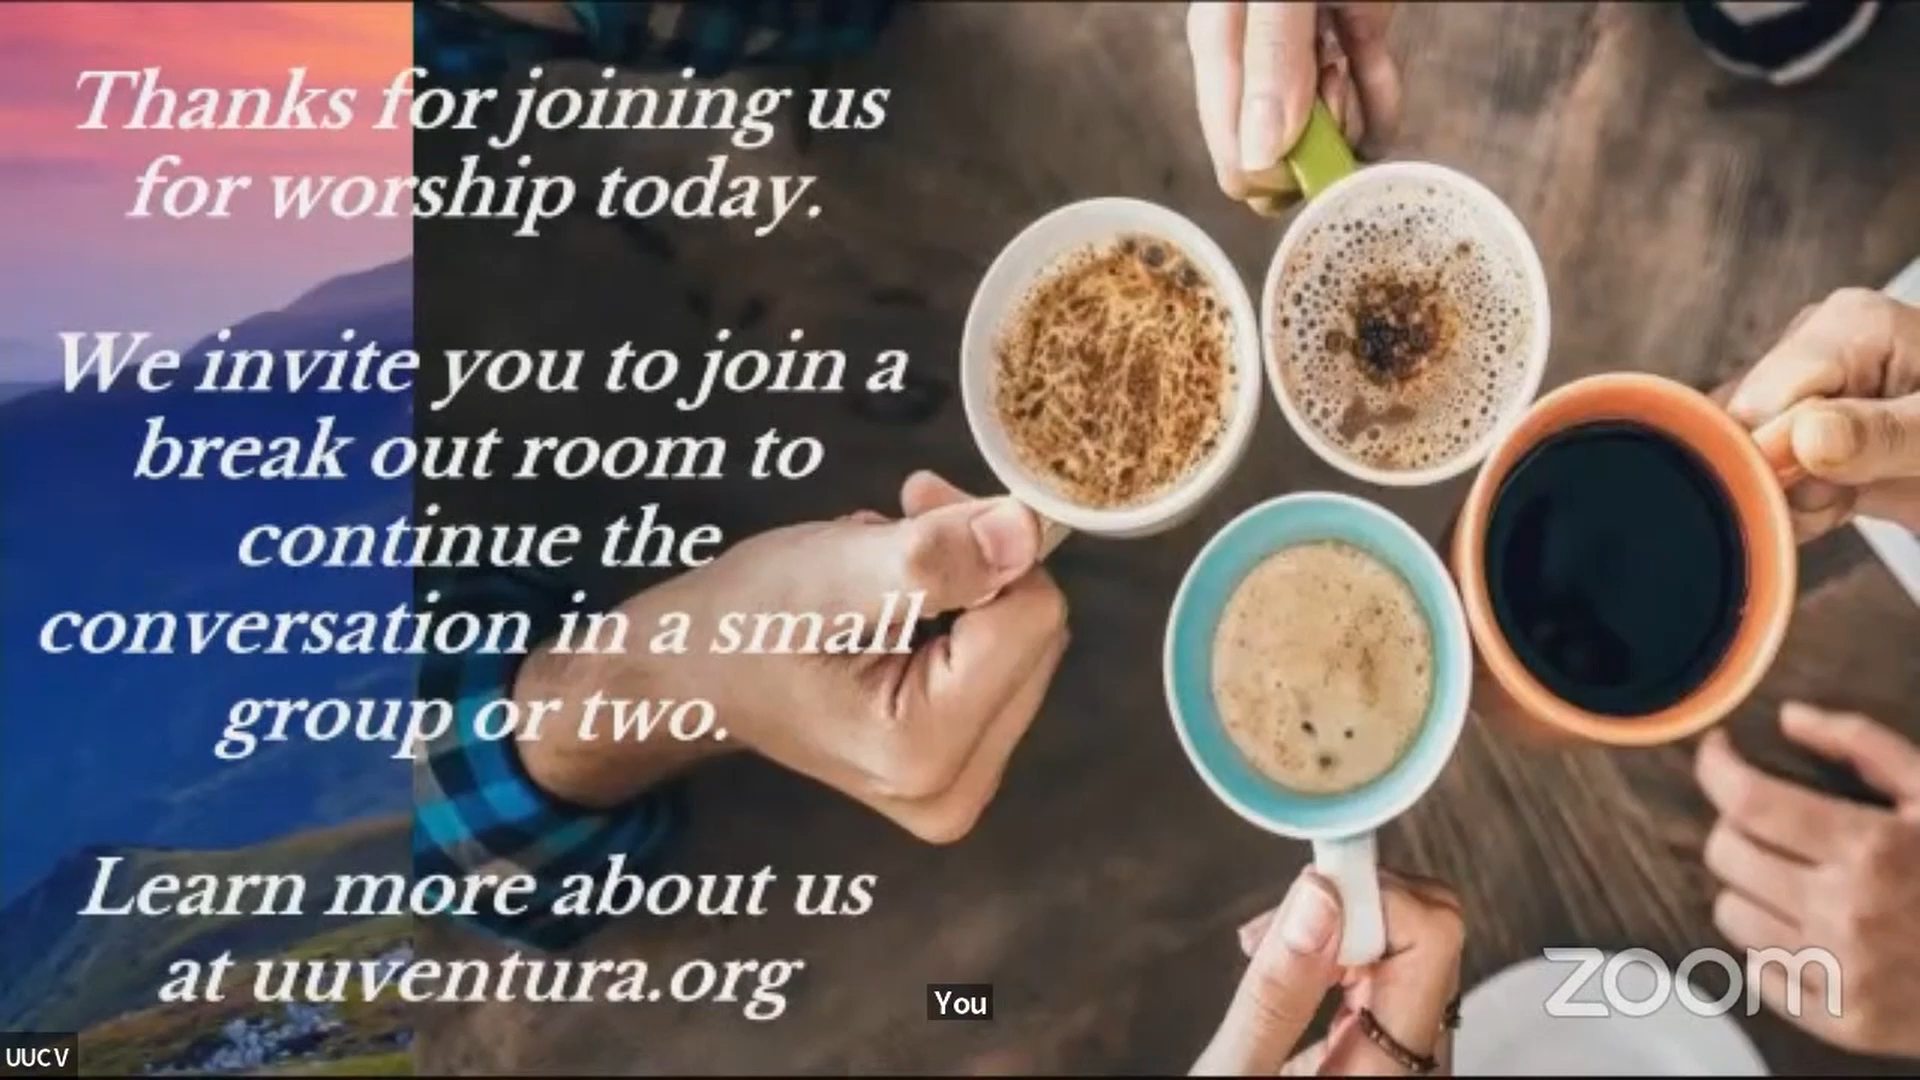 Thanks for joining us
for worship today.
We invite you to join a
break out room to
continue the
conversation in a small
group or two.
Learn more about us
at uuventura.org
You
zoom
UUCV